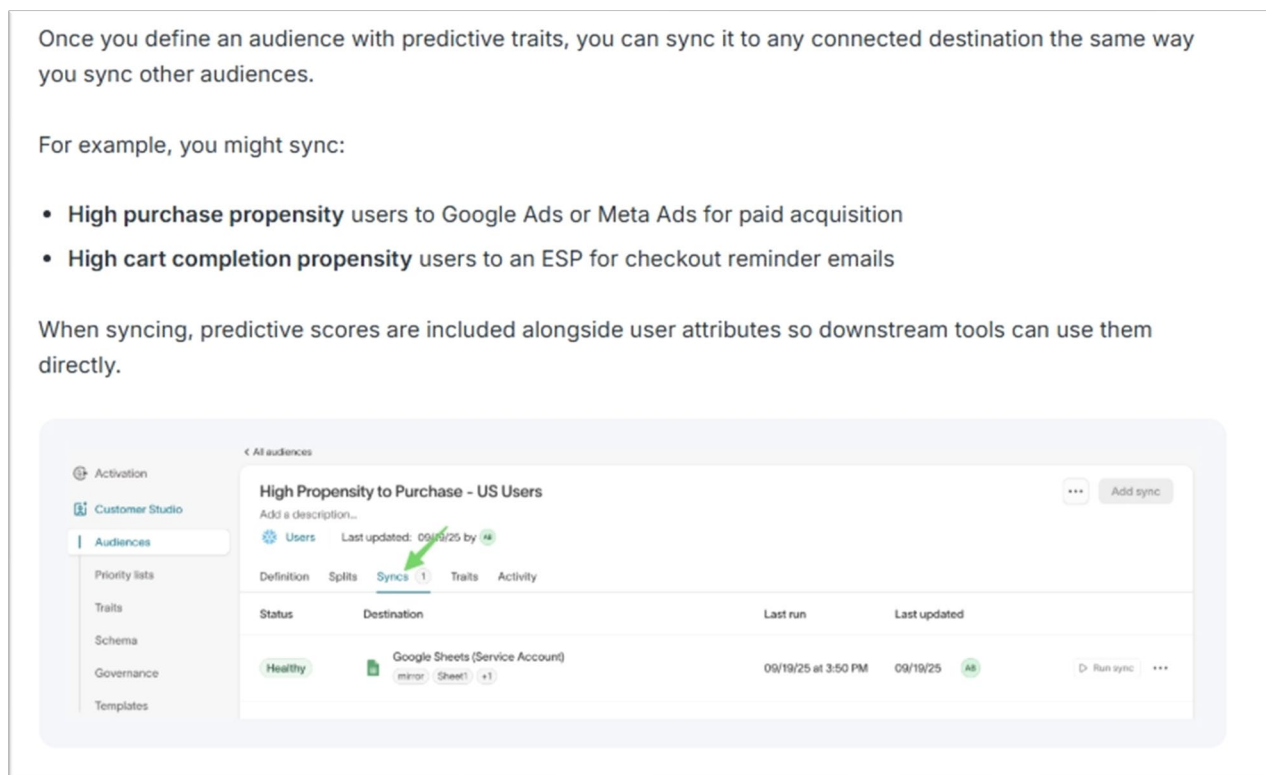 Once you define an audience with predictive traits, you can sync it to any connected destination the same way
you sync other audiences.
For example, you might sync:
• High purchase propensity users to Google Ads or Meta Ads for paid acquisition
• High cart completion propensity users to an ESP for checkout reminder emails
When syncing, predictive scores are included alongside user attributes so downstream tools can use them
directly.
< All audiences
Activation
Customer Studio
Audiences
Priority lists
Traits
Schema
Governance
Templates
High Propensity to Purchase - US Users
... Add sync
Add a description...
Users Last updated: by AB
Definition Splits Syncs 1 Traits Activity
Status Destination Last run Last updated
Healthy Google Sheets (Service Account) 09/19/25 at 3:50 PM 09/19/25 AB Run sync ...
mirror Sheet1 +1